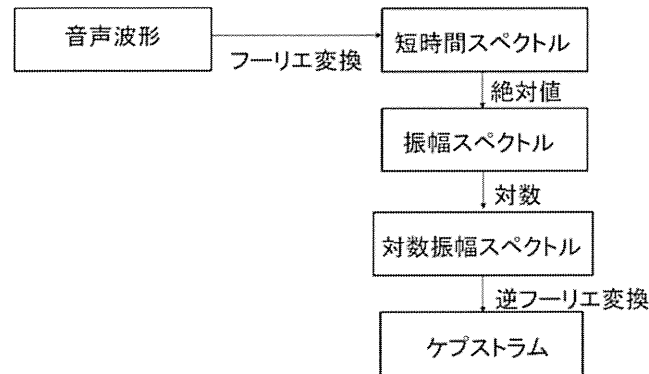 音声波形
フーリエ変換
短時間スペクトル
絶対値
振幅スペクトル
対数
対数振幅スペクトル
逆フーリエ変換
ケプストラム